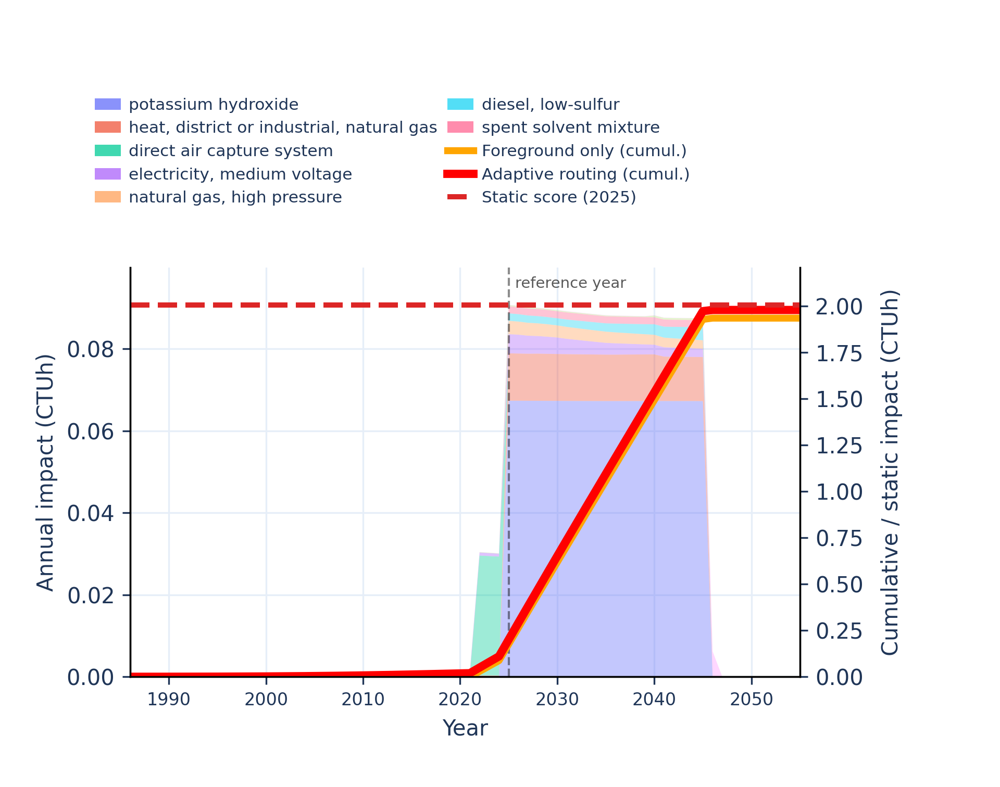 potassium hydroxide
heat, district or industrial, natural gas
direct air capture system
electricity, medium voltage
natural gas, high pressure
diesel, low-sulfur
spent solvent mixture
Foreground only (cumul.)
Adaptive routing (cumul.)
Static score (2025)
reference year
Annual impact (CTUh)
0.08
0.06
0.04
0.02
0.00
2.00
1.75
1.50
1.25
1.00
0.75
0.50
0.25
0.00
Cumulative / static impact (CTUh)
1990 2000 2010 2020 2030 2040 2050
Year